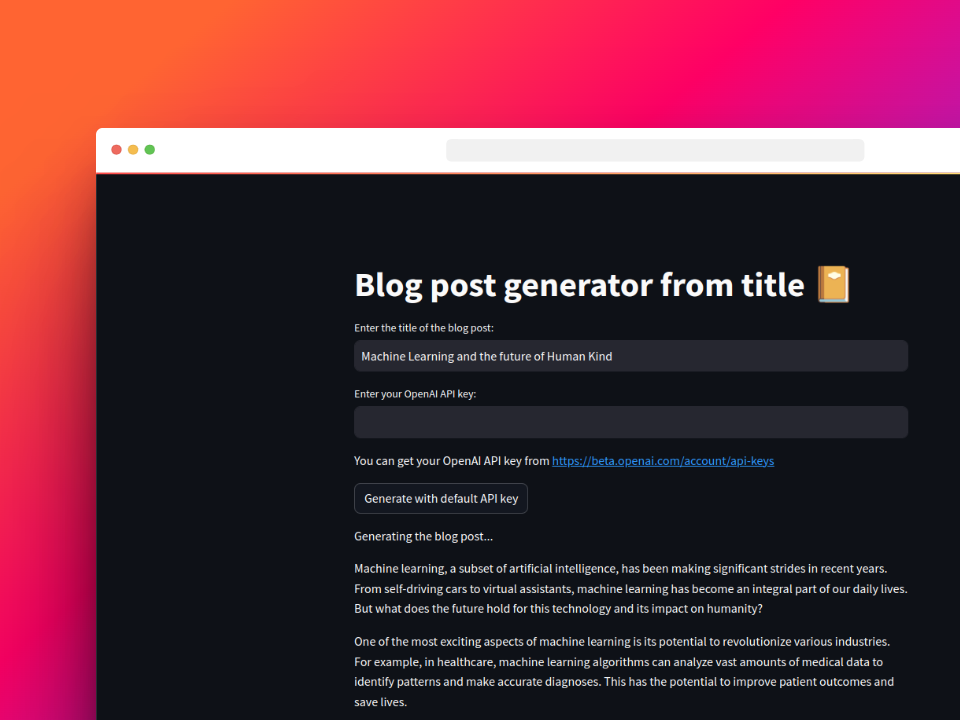 Blog post generator from title 📔
Enter the title of the blog post:
Machine Learning and the future of Human Kind
Enter your OpenAI API key:
You can get your OpenAI API key from https://beta.openai.com/account/api-keys
Generate with default API key
Generating the blog post...
Machine learning, a subset of artificial intelligence, has been making significant strides in recent years.
From self-driving cars to virtual assistants, machine learning has become an integral part of our daily lives.
But what does the future hold for this technology and its impact on humanity?
One of the most exciting aspects of machine learning is its potential to revolutionize various industries.
For example, in healthcare, machine learning algorithms can analyze vast amounts of medical data to
identify patterns and make accurate diagnoses. This has the potential to improve patient outcomes and
save lives.